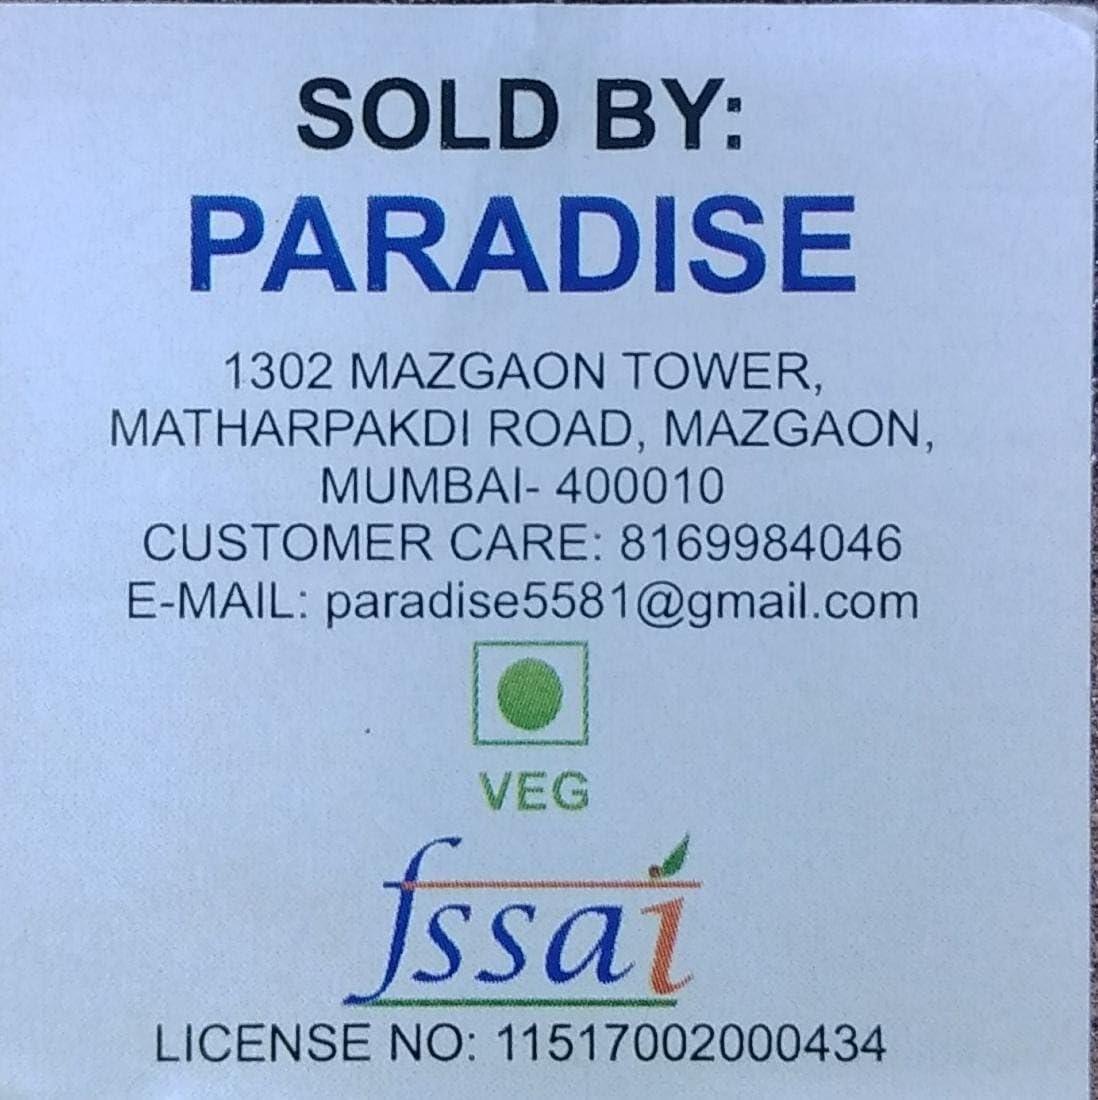 SOLD BY:
PARADISE
1302 MAZGAON TOWER,
MATHARPAKDI ROAD, MAZGAON,
MUMBAI- 400010
CUSTOMER CARE: 8169984046
E-MAIL: paradise5581@gmail.com
VEG
fssai
LICENSE NO: 11517002000434